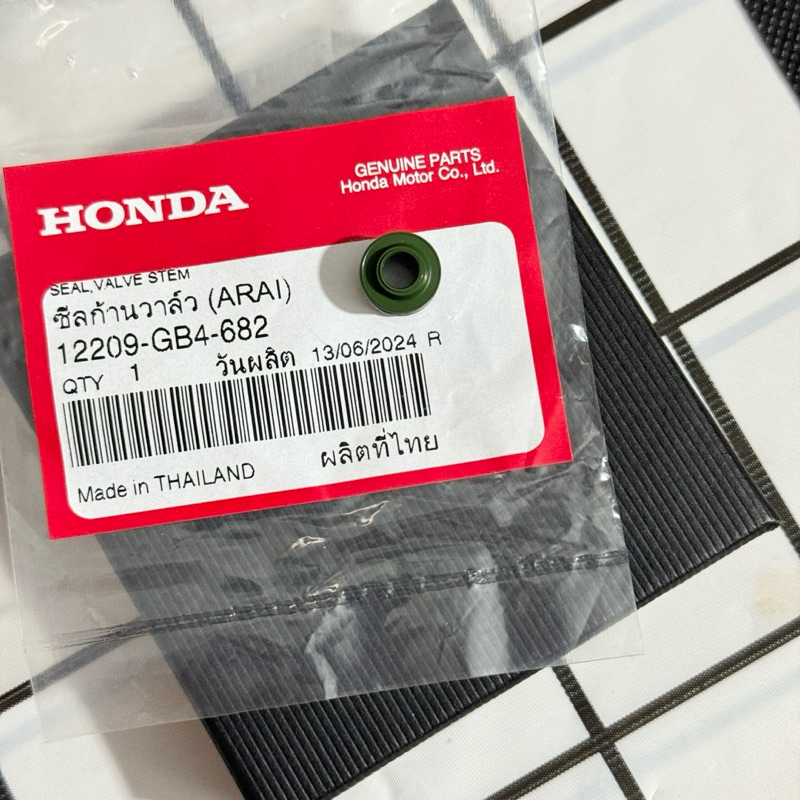 HONDA
GENUINE PARTS
Honda Motor Co., Ltd.
SEAL,VALVE STEM
ซีลก้านวาล์ว (ARAI)
12209-GB4-682
QTY 1 วันผลิต 13/06/2024 R
Made in THAILAND ผลิตที่ไทย